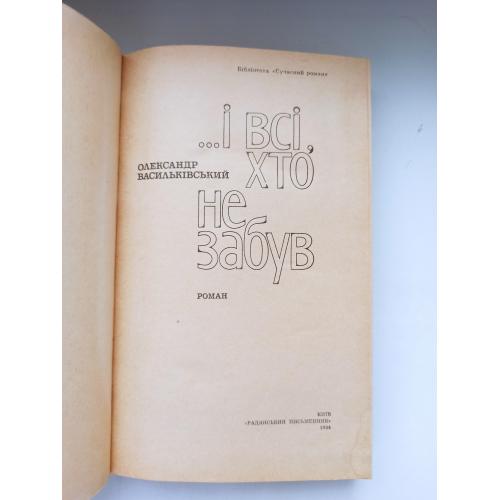 Бібліотека «Сучасний роман»
...і всі,
ОЛЕКСАНДР
ВАСИЛЬКІВСЬКИЙ
хто
не
забув
РОМАН
КИЇВ
«РАДЯНСЬКИЙ ПИСЬМЕННИК»